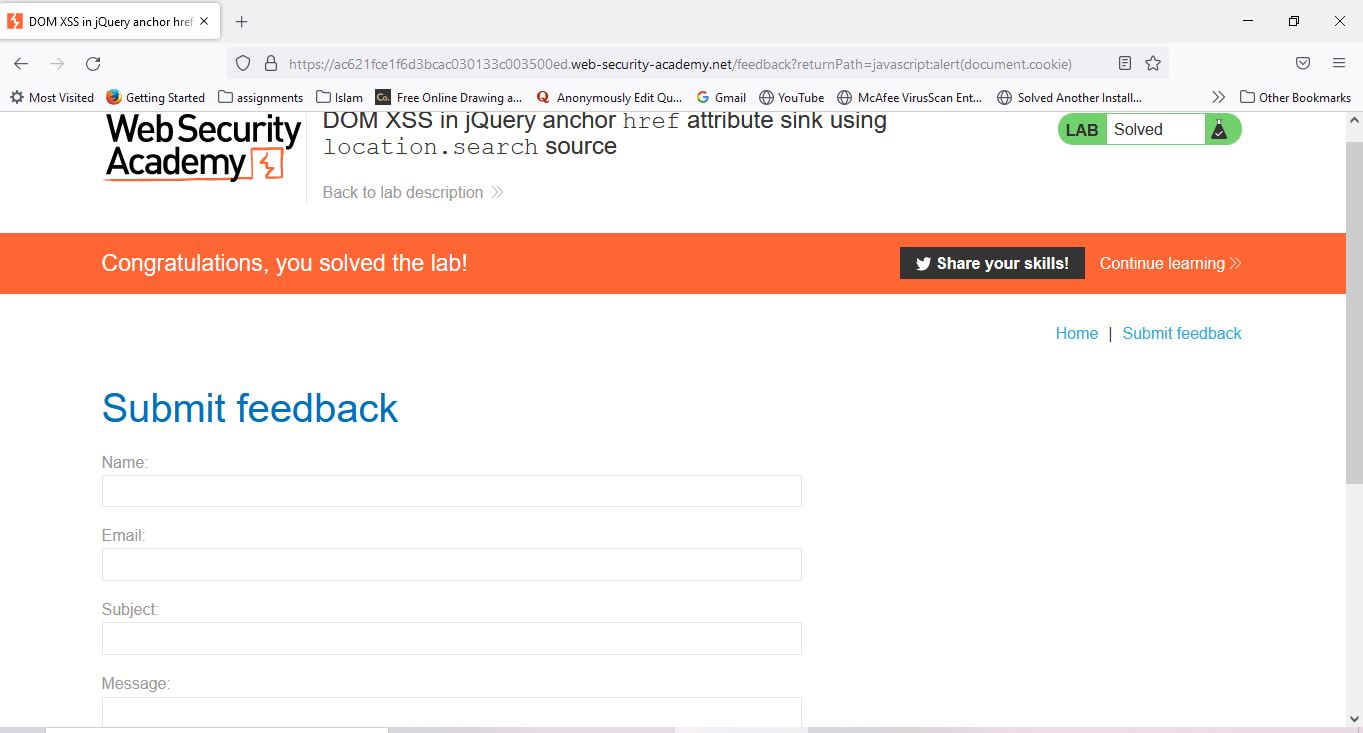 DOM XSS in jQuery anchor href
https://ac621fce1f6d3bcac030133c003500ed.web-security-academy.net/feedback?returnPath=javascript:alert(document.cookie)
Most Visited Getting Started assignments Islam Co. Free Online Drawing a... Q Anonymously Edit Qu... G Gmail YouTube McAfee VirusScan Ent... Solved Another Install... Other Bookmarks
WebSecurity
Academy
DOM XSS in jQuery anchor href attribute sink using
location.search source
LAB Solved
Back to lab description
Congratulations, you solved the lab!
Share your skills! Continue learning
Home | Submit feedback
Submit feedback
Name:
Email:
Subject:
Message: